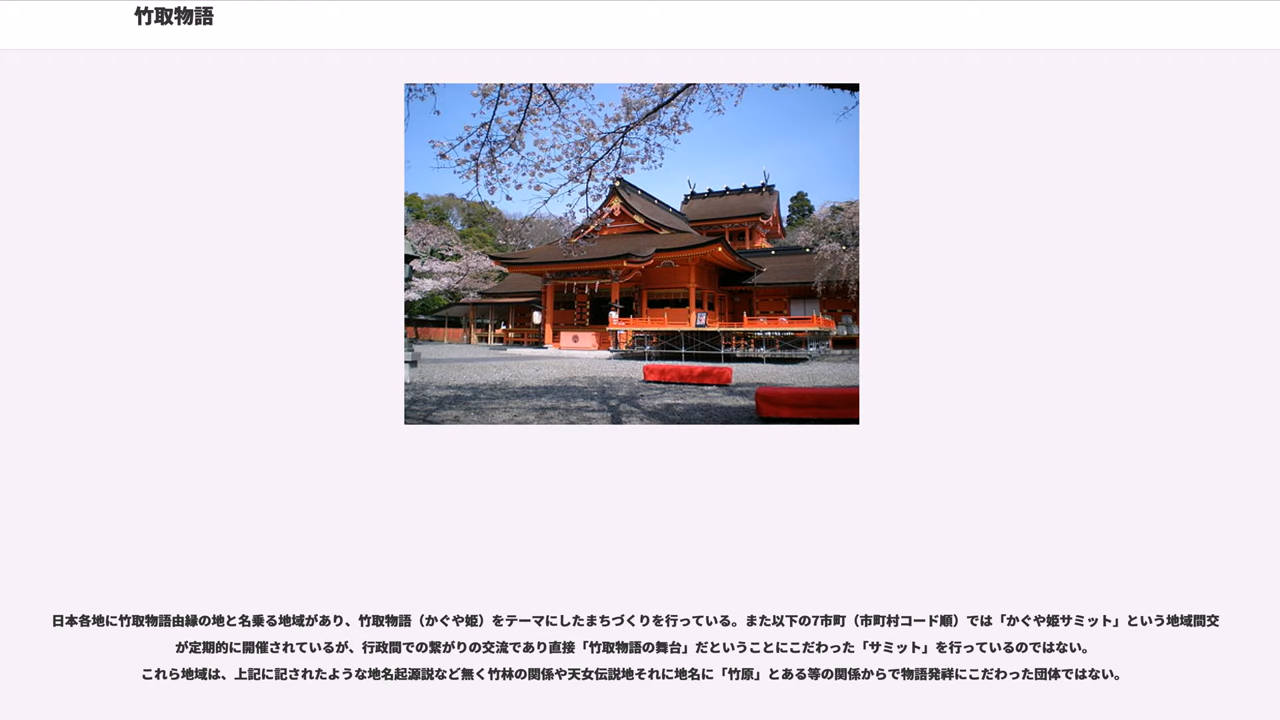 竹取物語
日本各地に竹取物語由縁の地と名乗る地域があり、竹取物語（かぐや姫）をテーマにしたまちづくりを行っている。また以下の7市町（市町村コード順）では「かぐや姫サミット」という地域間交
が定期的に開催されているが、行政間での繋がりの交流であり直接「竹取物語の舞台」だということにこだわった「サミット」を行っているのではない。
これら地域は、上記に記されたような地名起源説など無く竹林の関係や天女伝説地それに地名に「竹原」とある等の関係からで物語発祥にこだわった団体ではない。